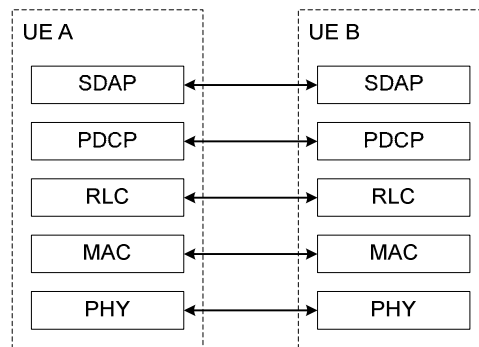 UE A UE B
SDAP SDAP
PDCP PDCP
RLC RLC
MAC MAC
PHY PHY